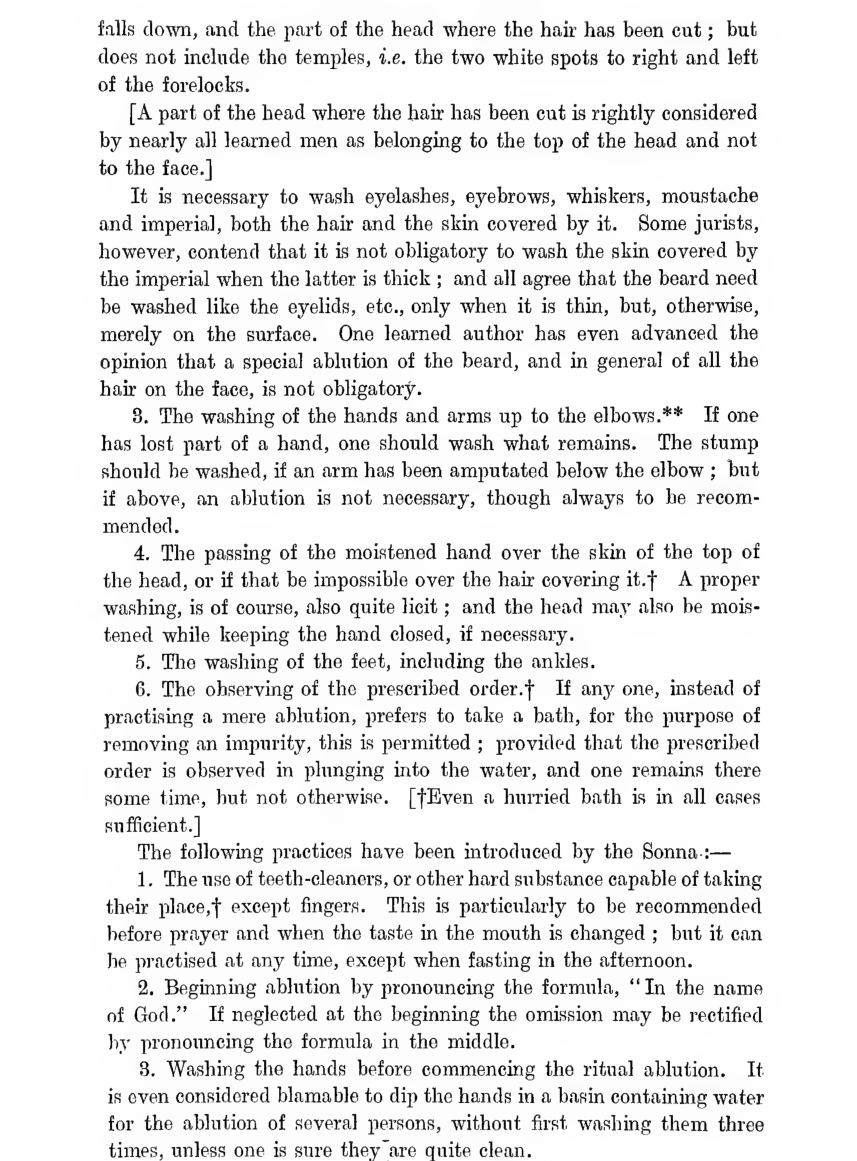 falls down, and the part of the head where the hair has been cut ; but
does not include the temples, i.e. the two white spots to right and left
of the forelocks.
[A part of the head where the hair has been cut is rightly considered
by nearly all learned men as belonging to the top of the head and not
to the face.]
It is necessary to wash eyelashes, eyebrows, whiskers, moustache
and imperial, both the hair and the skin covered by it. Some jurists,
however, contend that it is not obligatory to wash the skin covered by
the imperial when the latter is thick ; and all agree that the beard need
be washed like the eyelids, etc., only when it is thin, but, otherwise,
merely on the surface. One learned author has even advanced the
opinion that a special ablution of the beard, and in general of all the
hair on the face, is not obligatory.
3. The washing of the hands and arms up to the elbows.** If one
has lost part of a hand, one should wash what remains. The stump
should be washed, if an arm has been amputated below the elbow ; but
if above, an ablution is not necessary, though always to be recom-
mended.
4. The passing of the moistened hand over the skin of the top of
the head, or if that be impossible over the hair covering it.† A proper
washing, is of course, also quite licit ; and the head may also be mois-
tened while keeping the hand closed, if necessary.
5. The washing of the feet, including the ankles.
6. The observing of the prescribed order.† If any one, instead of
practising a mere ablution, prefers to take a bath, for the purpose of
removing an impurity, this is permitted ; provided that the prescribed
order is observed in plunging into the water, and one remains there
some time, but not otherwise. [†Even a hurried bath is in all cases
sufficient.]
The following practices have been introduced by the Sonna :—
1. The use of teeth-cleaners, or other hard substance capable of taking
their place,† except fingers. This is particularly to be recommended
before prayer and when the taste in the mouth is changed ; but it can
be practised at any time, except when fasting in the afternoon.
2. Beginning ablution by pronouncing the formula, "In the name
of God." If neglected at the beginning the omission may be rectified
by pronouncing the formula in the middle.
3. Washing the hands before commencing the ritual ablution. It
is even considered blamable to dip the hands in a basin containing water
for the ablution of several persons, without first washing them three
times, unless one is sure they are quite clean.